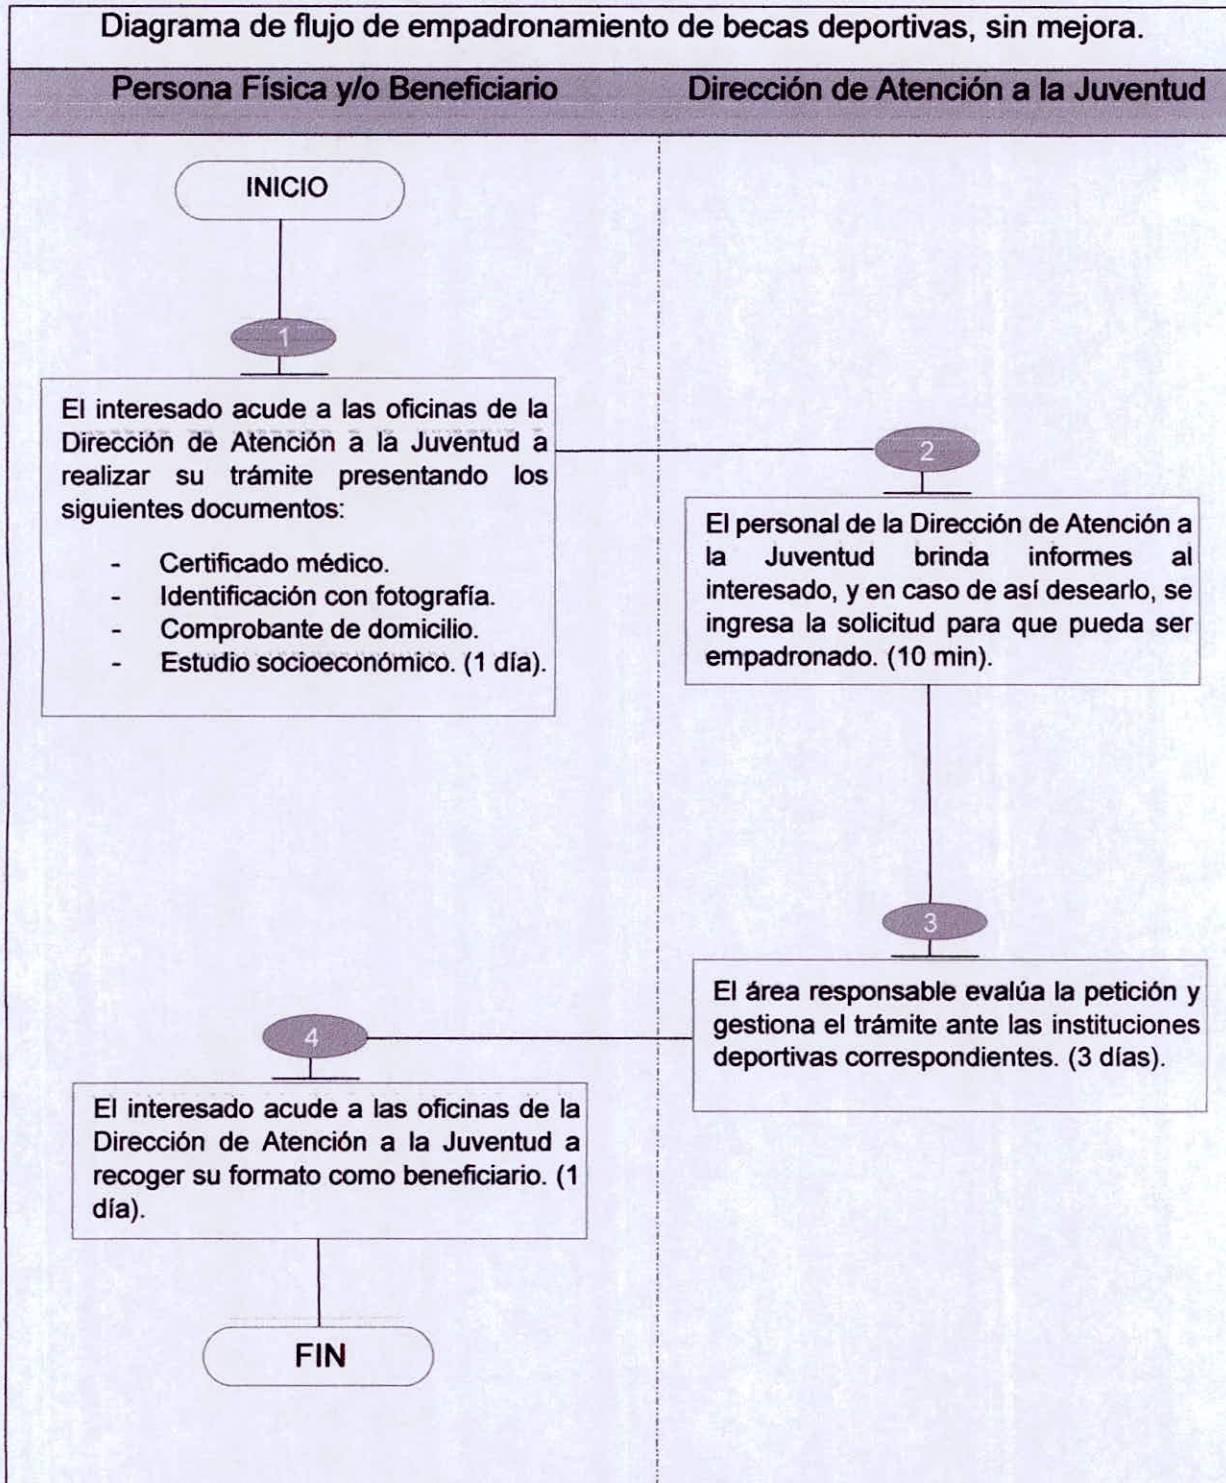 Diagrama de flujo de empadronamiento de becas deportivas, sin mejora.
Persona Física y/o Beneficiario
Dirección de Atención a la Juventud
INICIO
1
El interesado acude a las oficinas de la
Dirección de Atención a la Juventud a
realizar su trámite presentando los
siguientes documentos:
- Certificado médico.
- Identificación con fotografía.
- Comprobante de domicilio.
- Estudio socioeconómico. (1 día).
2
El personal de la Dirección de Atención a
la Juventud brinda informes al
interesado, y en caso de así desearlo, se
ingresa la solicitud para que pueda ser
empadronado. (10 min).
3
El área responsable evalúa la petición y
gestiona el trámite ante las instituciones
deportivas correspondientes. (3 días).
4
El interesado acude a las oficinas de la
Dirección de Atención a la Juventud a
recoger su formato como beneficiario. (1
día).
FIN